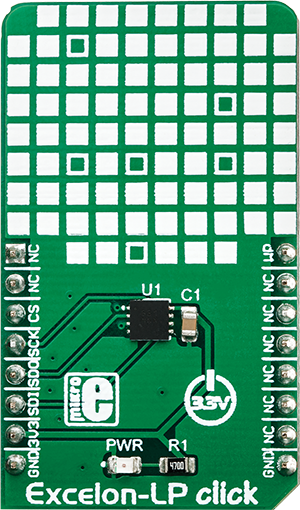 NC
NC
CS
SCK
SDO
SDI
3V3
GND
WP
NC
NC
NC
NC
NC
NC
GND
U1
C1
mikro
e
3.3V
PWR
R1
4700
Excelon-LP click